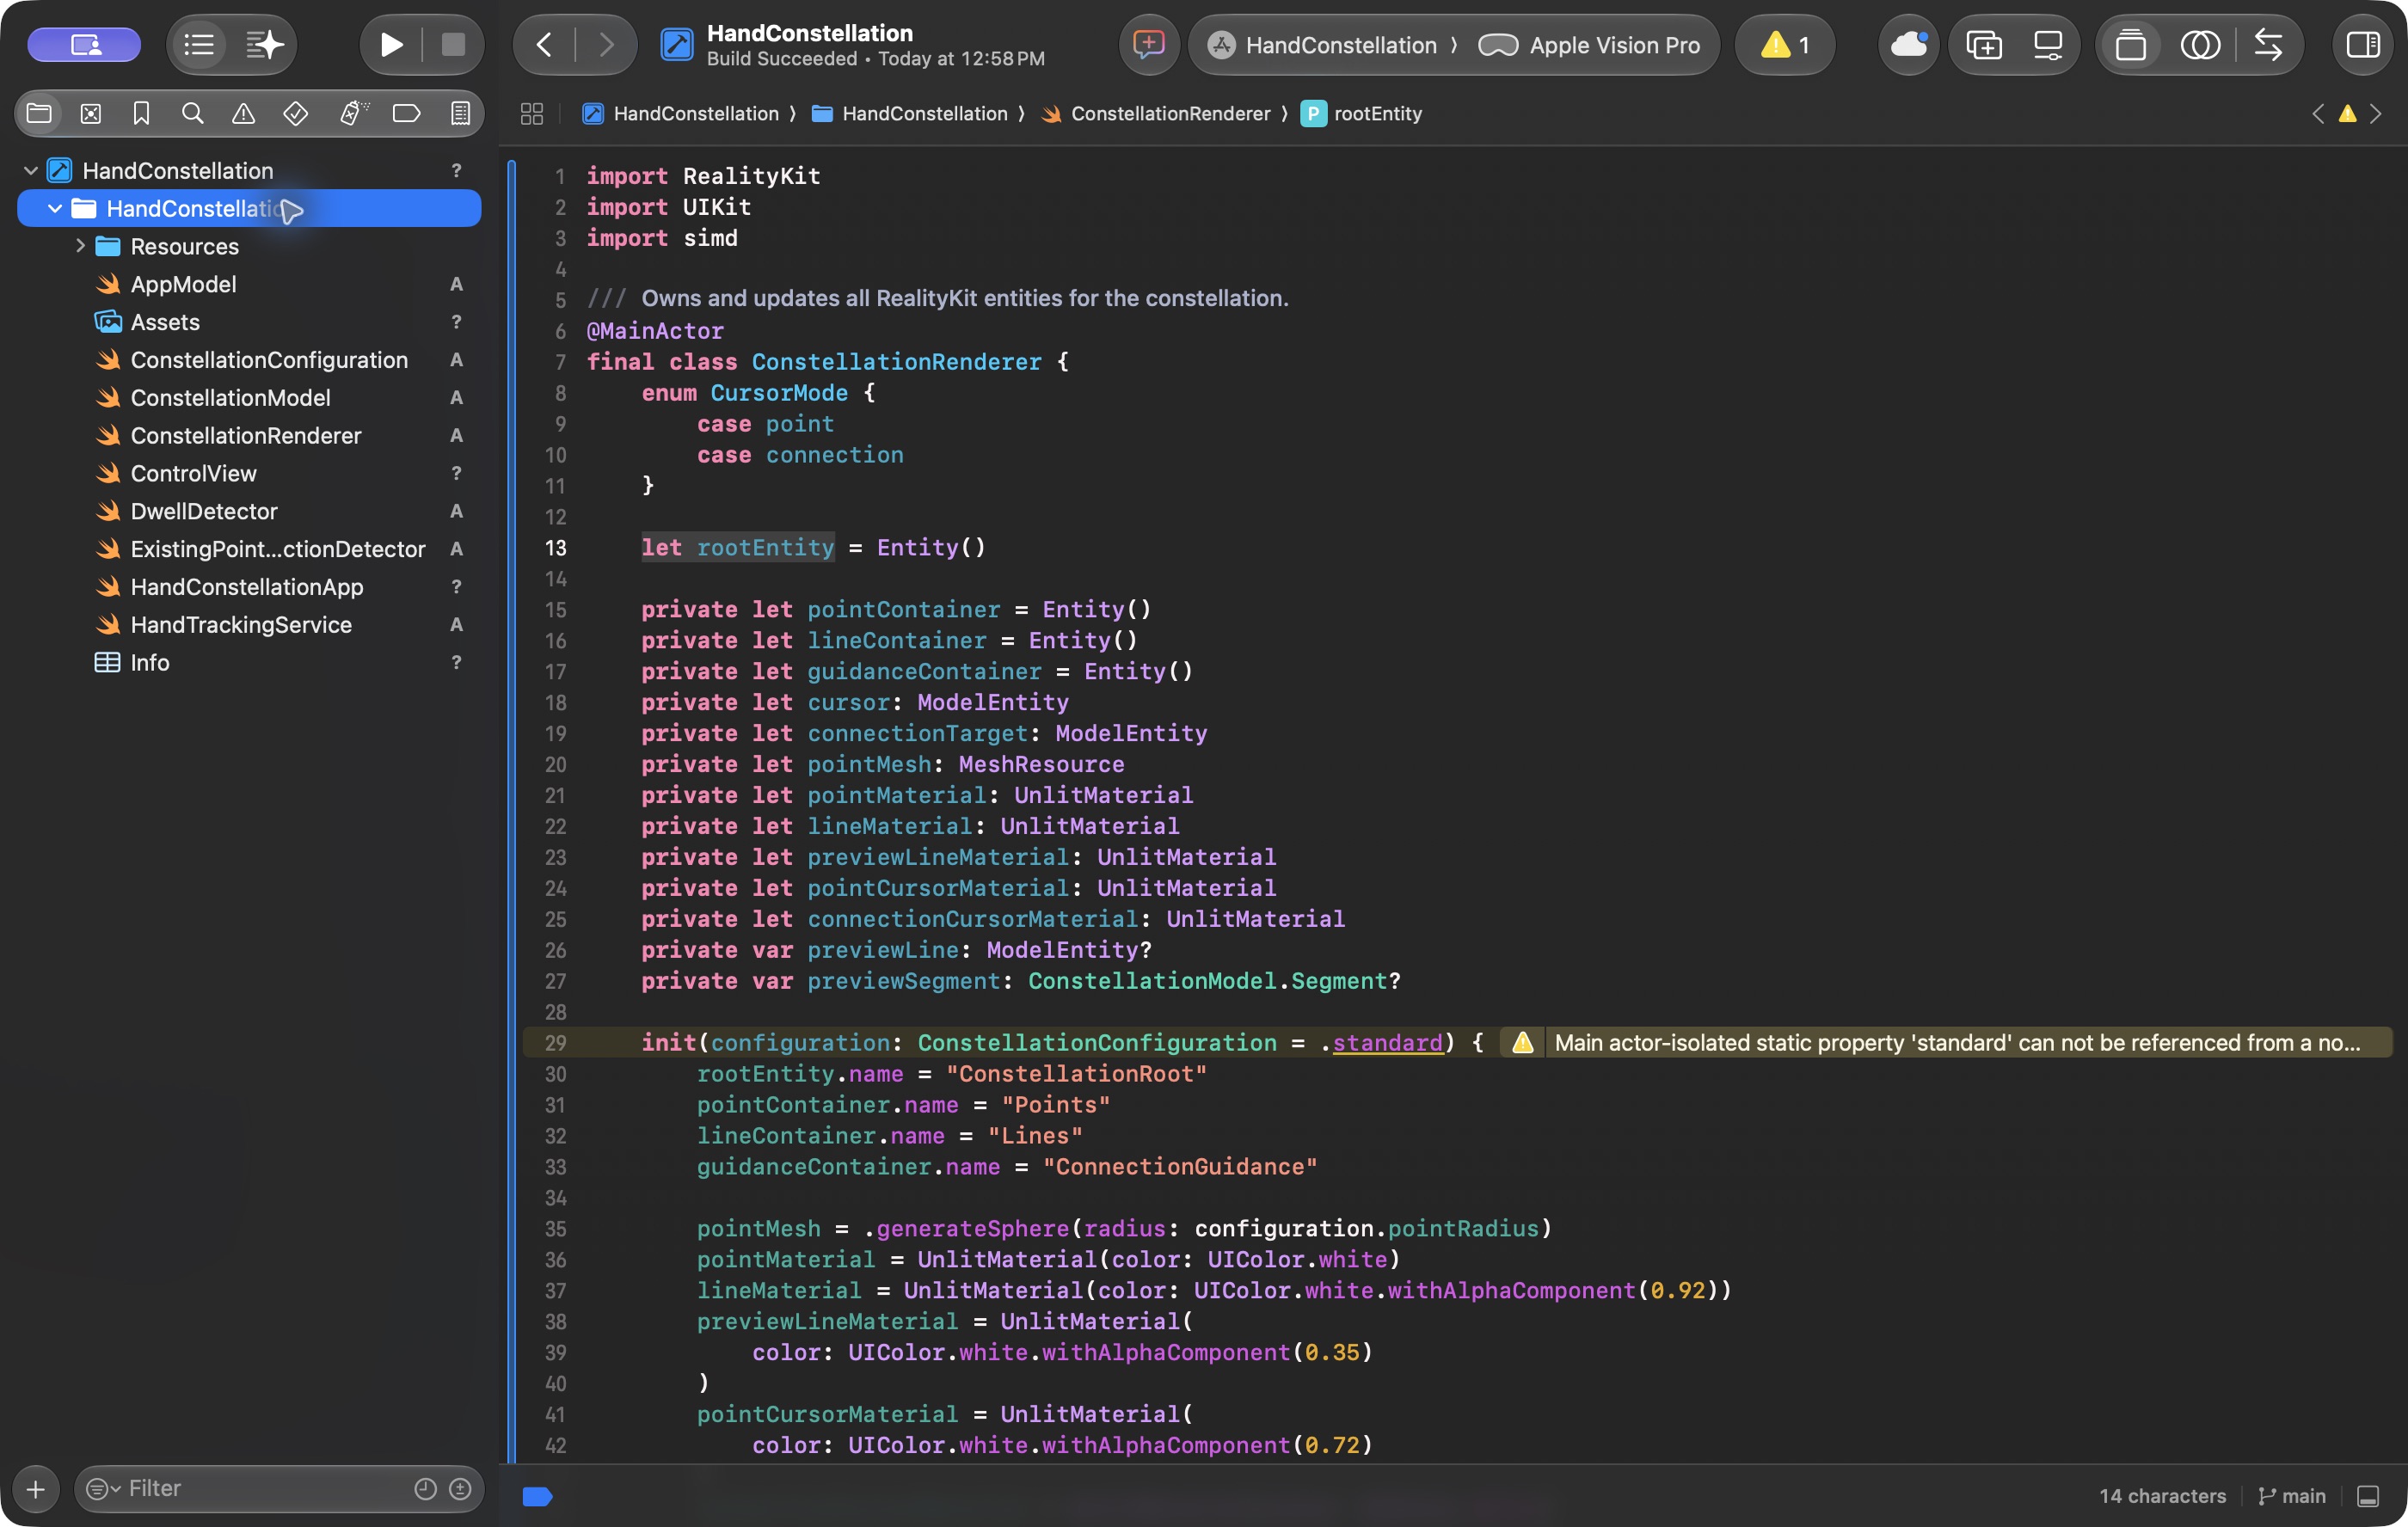 HandConstellation
Build Succeeded • Today at 12:58 PM
HandConstellation
Apple Vision Pro
1
HandConstellation
HandConstellation
ConstellationRenderer
P rootEntity
HandConstellation ?
HandConstellatio
Resources
AppModel A
Assets ?
ConstellationConfiguration A
ConstellationModel A
ConstellationRenderer A
ControlView ?
DwellDetector A
ExistingPoint...ctionDetector A
HandConstellationApp ?
HandTrackingService A
Info ?
Filter
1 import RealityKit
2 import UIKit
3 import simd
4
5 /// Owns and updates all RealityKit entities for the constellation.
6 @MainActor
7 final class ConstellationRenderer {
8     enum CursorMode {
9         case point
10         case connection
11     }
12
13     let rootEntity = Entity()
14
15     private let pointContainer = Entity()
16     private let lineContainer = Entity()
17     private let guidanceContainer = Entity()
18     private let cursor: ModelEntity
19     private let connectionTarget: ModelEntity
20     private let pointMesh: MeshResource
21     private let pointMaterial: UnlitMaterial
22     private let lineMaterial: UnlitMaterial
23     private let previewLineMaterial: UnlitMaterial
24     private let pointCursorMaterial: UnlitMaterial
25     private let connectionCursorMaterial: UnlitMaterial
26     private var previewLine: ModelEntity?
27     private var previewSegment: ConstellationModel.Segment?
28
29     init(configuration: ConstellationConfiguration = .standard) { Main actor-isolated static property 'standard' can not be referenced from a no...
30         rootEntity.name = "ConstellationRoot"
31         pointContainer.name = "Points"
32         lineContainer.name = "Lines"
33         guidanceContainer.name = "ConnectionGuidance"
34
35         pointMesh = .generateSphere(radius: configuration.pointRadius)
36         pointMaterial = UnlitMaterial(color: UIColor.white)
37         lineMaterial = UnlitMaterial(color: UIColor.white.withAlphaComponent(0.92))
38         previewLineMaterial = UnlitMaterial(
39             color: UIColor.white.withAlphaComponent(0.35)
40         )
41         pointCursorMaterial = UnlitMaterial(
42             color: UIColor.white.withAlphaComponent(0.72)
14 characters
main